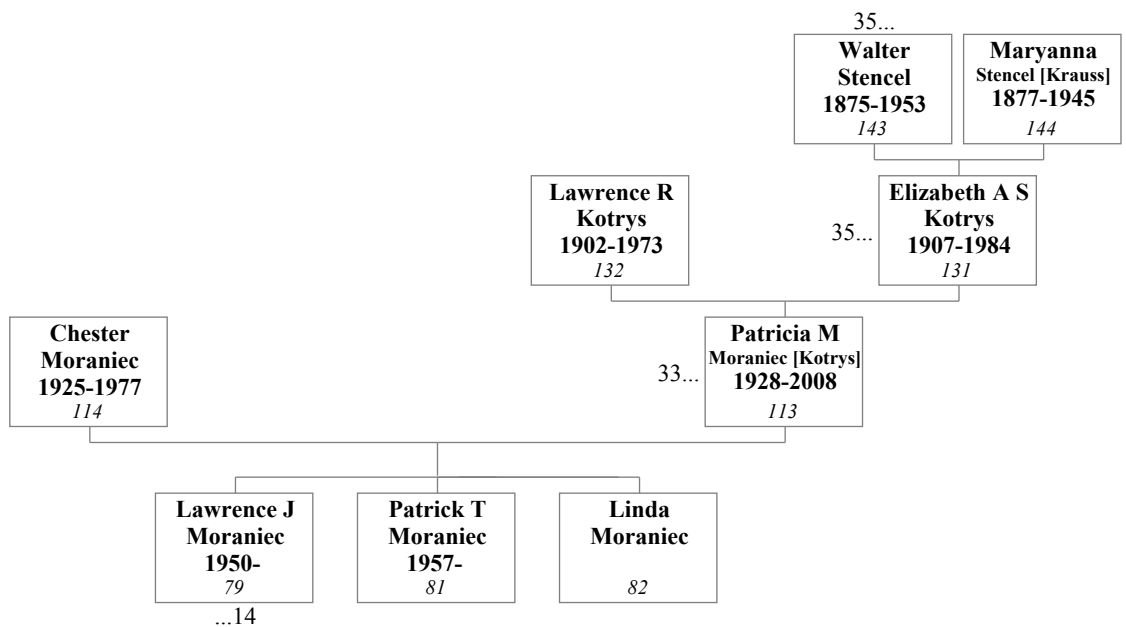 35...
Walter
Stencel
1875-1953
143
Maryanna
Stencel [Krauss]
1877-1945
144
Lawrence R
Kotrys
1902-1973
132
35...
Elizabeth A S
Kotrys
1907-1984
131
Chester
Moraniec
1925-1977
114
33...
Patricia M
Moraniec [Kotrys]
1928-2008
113
Lawrence J
Moraniec
1950-
79
...14
Patrick T
Moraniec
1957-
81
Linda
Moraniec
82